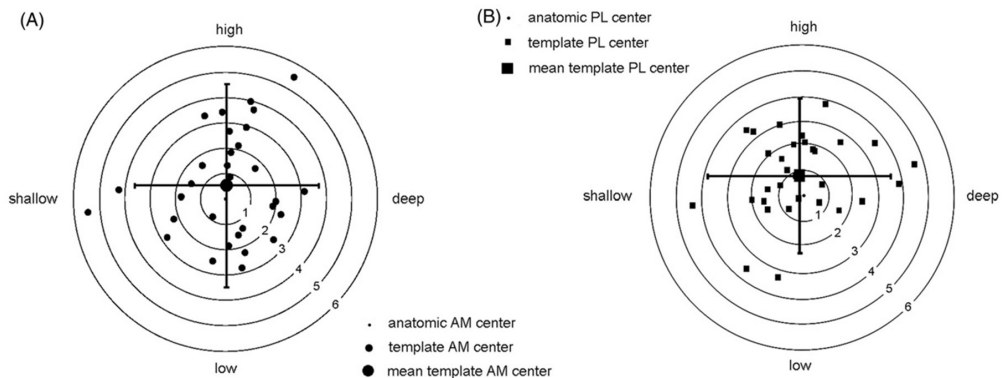 (A)
high
shallow
deep
1
2
3
4
5
6
low
anatomic AM center
template AM center
mean template AM center
(B)
anatomic PL center
template PL center
mean template PL center
high
shallow
deep
1
2
3
4
5
6
low